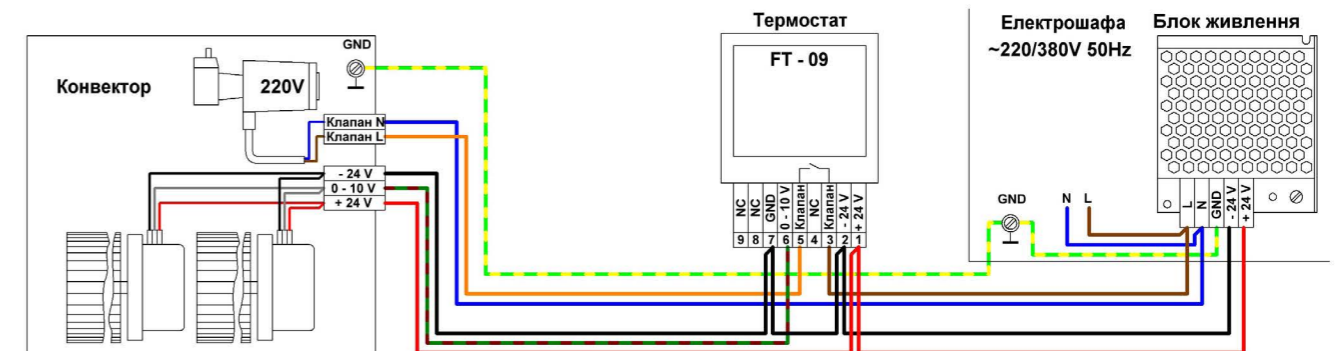 Конвектор
220V
GND
Клапан N
Клапан L
- 24 V
0 - 10 V
+ 24 V
Термостат
FT - 09
NC
NC
GND
0 - 10 V
Клапан
NC
Клапан
- 24 V
+ 24 V
9 8 7 6 5 4 3 2 1
Електрошафа
~220/380V 50Hz
GND
N L
Блок живлення
L
N
GND
- 24 V
+ 24 V